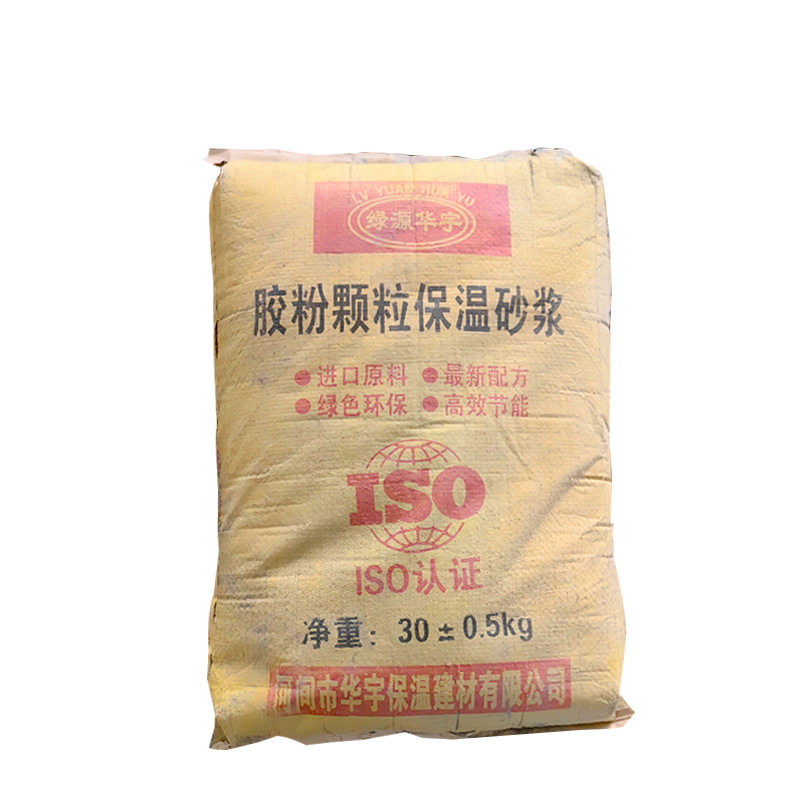 LV YUAN HUA YU
绿源华宇
胶粉颗粒保温砂浆
●进口原料 ●最新配方
●绿色环保 ●高效节能
ISO
ISO认证
净重：30±0.5kg
河间市华宇保温建材有限公司